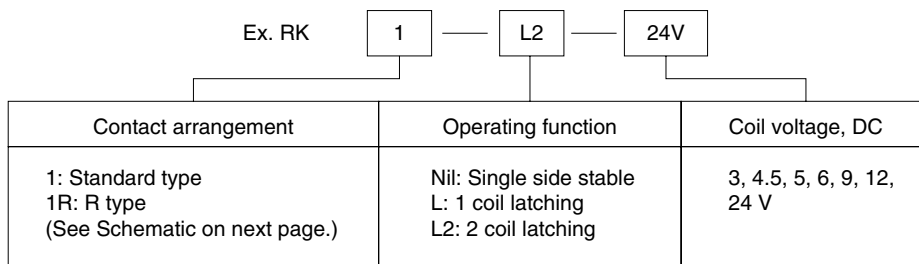 Ex. RK 1 — L2 — 24V
Contact arrangement
Operating function
Coil voltage, DC
1: Standard type
1R: R type
(See Schematic on next page.)
Nil: Single side stable
L: 1 coil latching
L2: 2 coil latching
3, 4.5, 5, 6, 9, 12,
24 V